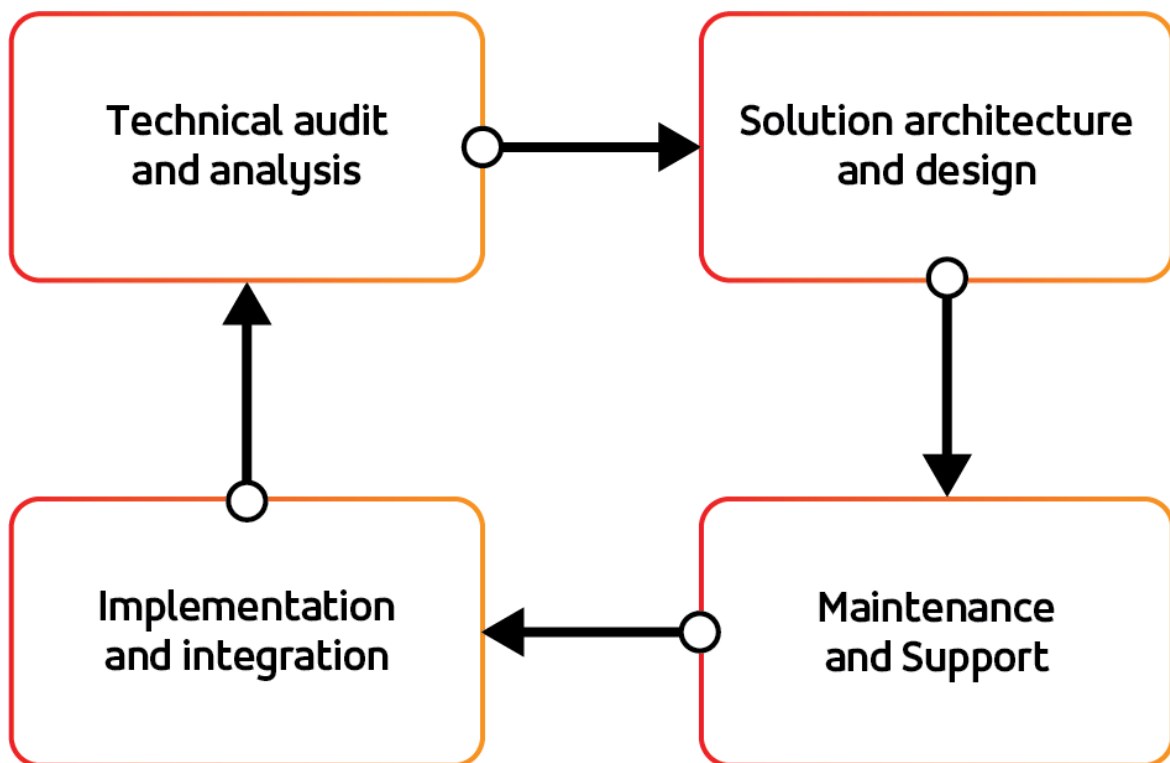 Technical audit
and analysis
Solution architecture
and design
Implementation
and integration
Maintenance
and Support